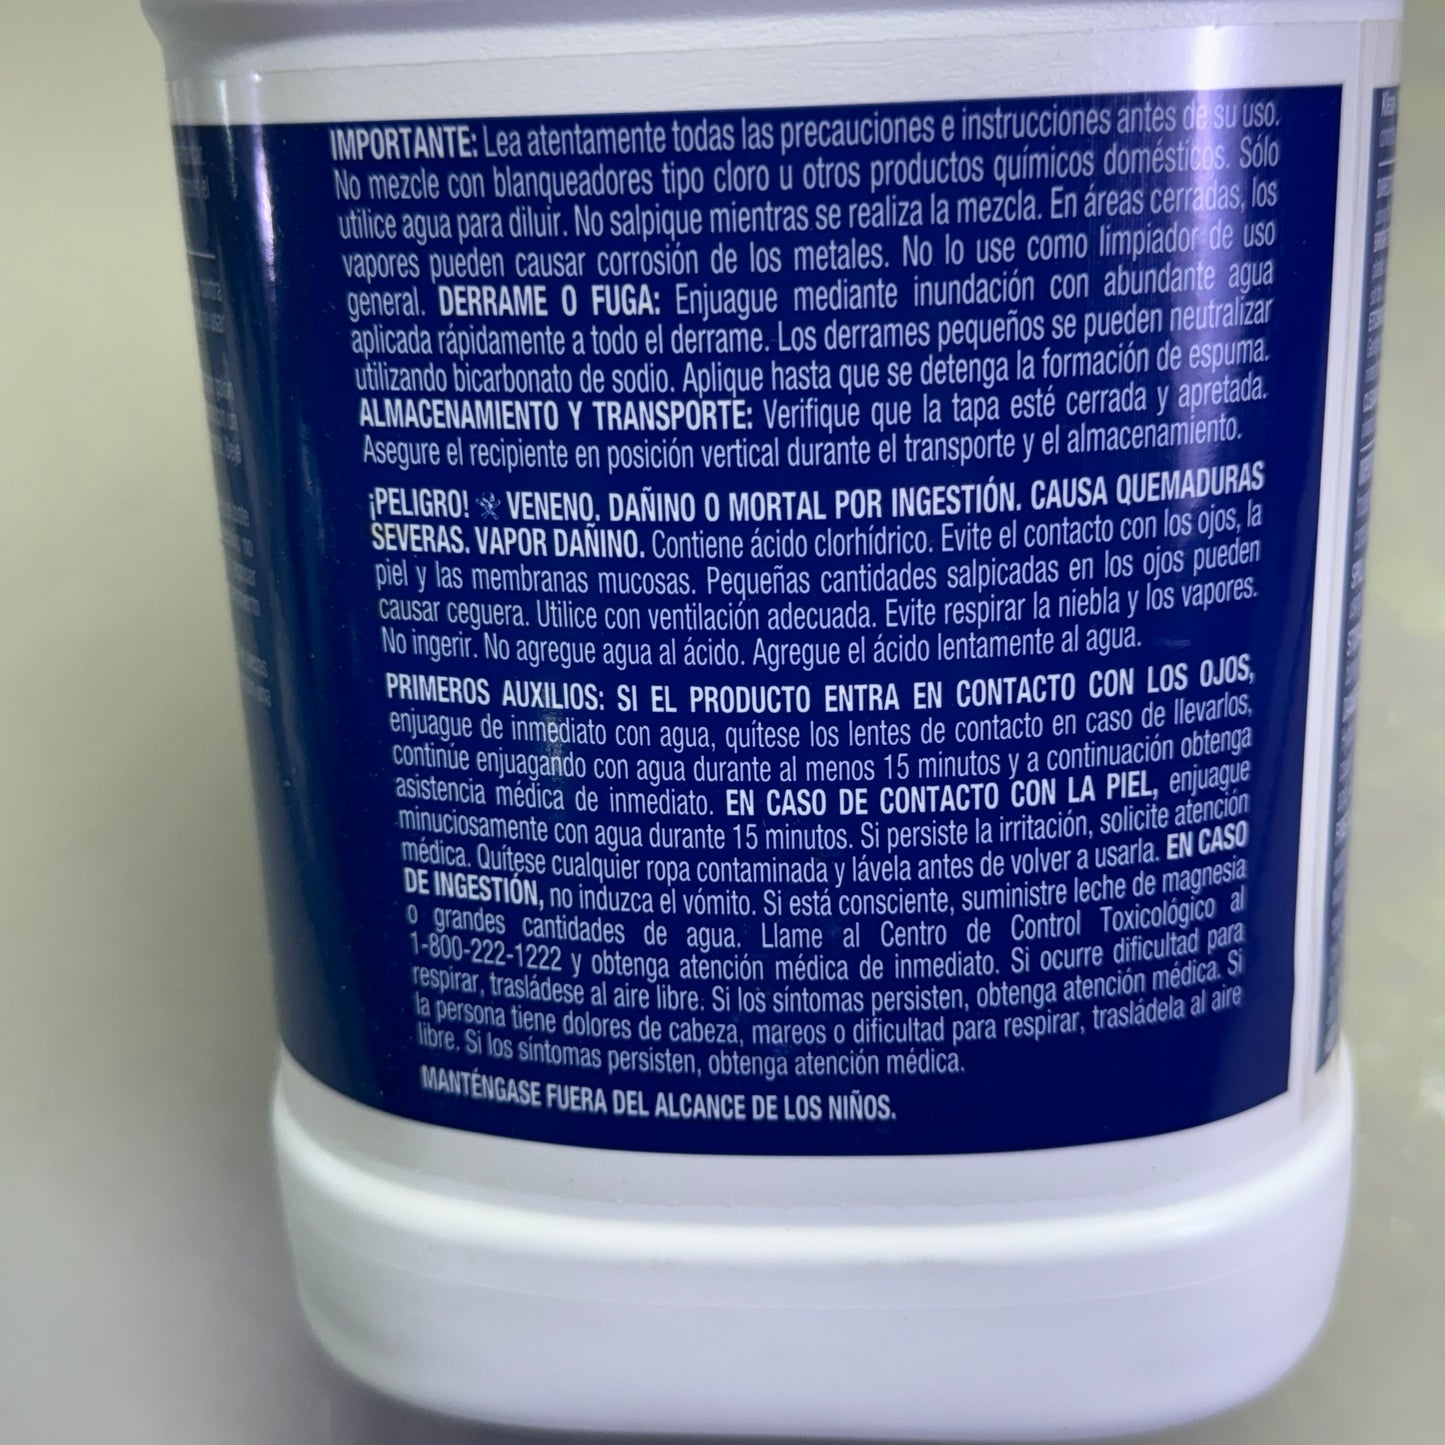 IMPORTANTE: Lea atentamente todas las precauciones e instrucciones antes de su uso.
No mezcle con blanqueadores tipo cloro u otros productos químicos domésticos. Sólo
utilice agua para diluir. No salpique mientras se realiza la mezcla. En áreas cerradas, los
vapores pueden causar corrosión de los metales. No lo use como limpiador de uso
general. DERRAME O FUGA: Enjuague mediante inundación con abundante agua
aplicada rápidamente a todo el derrame. Los derrames pequeños se pueden neutralizar
utilizando bicarbonato de sodio. Aplique hasta que se detenga la formación de espuma.
ALMACENAMIENTO Y TRANSPORTE: Verifique que la tapa esté cerrada y apretada.
Asegure el recipiente en posición vertical durante el transporte y el almacenamiento.
¡PELIGRO! VENENO. DAÑINO O MORTAL POR INGESTIÓN. CAUSA QUEMADURAS
SEVERAS. VAPOR DAÑINO. Contiene ácido clorhídrico. Evite el contacto con los ojos, la
piel y las membranas mucosas. Pequeñas cantidades salpicadas en los ojos pueden
causar ceguera. Utilice con ventilación adecuada. Evite respirar la niebla y los vapores.
No ingerir. No agregue agua al ácido. Agregue el ácido lentamente al agua.
PRIMEROS AUXILIOS: SI EL PRODUCTO ENTRA EN CONTACTO CON LOS OJOS,
enjuague de inmediato con agua, quítese los lentes de contacto en caso de llevarlos,
continúe enjuagando con agua durante al menos 15 minutos y a continuación obtenga
asistencia médica de inmediato. EN CASO DE CONTACTO CON LA PIEL, enjuague
minuciosamente con agua durante 15 minutos. Si persiste la irritación, solicite atención
médica. Quítese cualquier ropa contaminada y lávela antes de volver a usarla. EN CASO
DE INGESTIÓN, no induzca el vómito. Si está consciente, suministre leche de magnesia
o grandes cantidades de agua. Llame al Centro de Control Toxicológico al
1-800-222-1222 y obtenga atención médica de inmediato. Si ocurre dificultad para
respirar, trasládese al aire libre. Si los síntomas persisten, obtenga atención médica. Si
la persona tiene dolores de cabeza, mareos o dificultad para respirar, trasládela al aire
libre. Si los síntomas persisten, obtenga atención médica.
MANTÉNGASE FUERA DEL ALCANCE DE LOS NIÑOS.